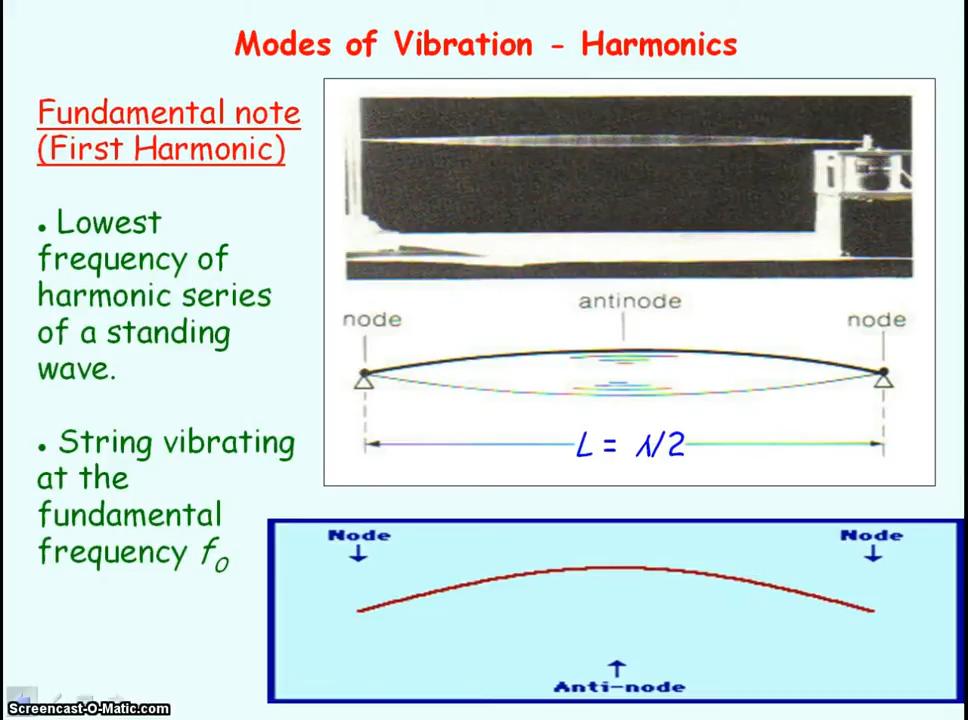 Modes of Vibration - Harmonics
Fundamental note
(First Harmonic)
• Lowest
frequency of
harmonic series
of a standing
wave.
• String vibrating
at the
fundamental
frequency fo
antinode
node
node
L = λ/2
Node
Node
Anti-node
Screencast-O-Matic.com